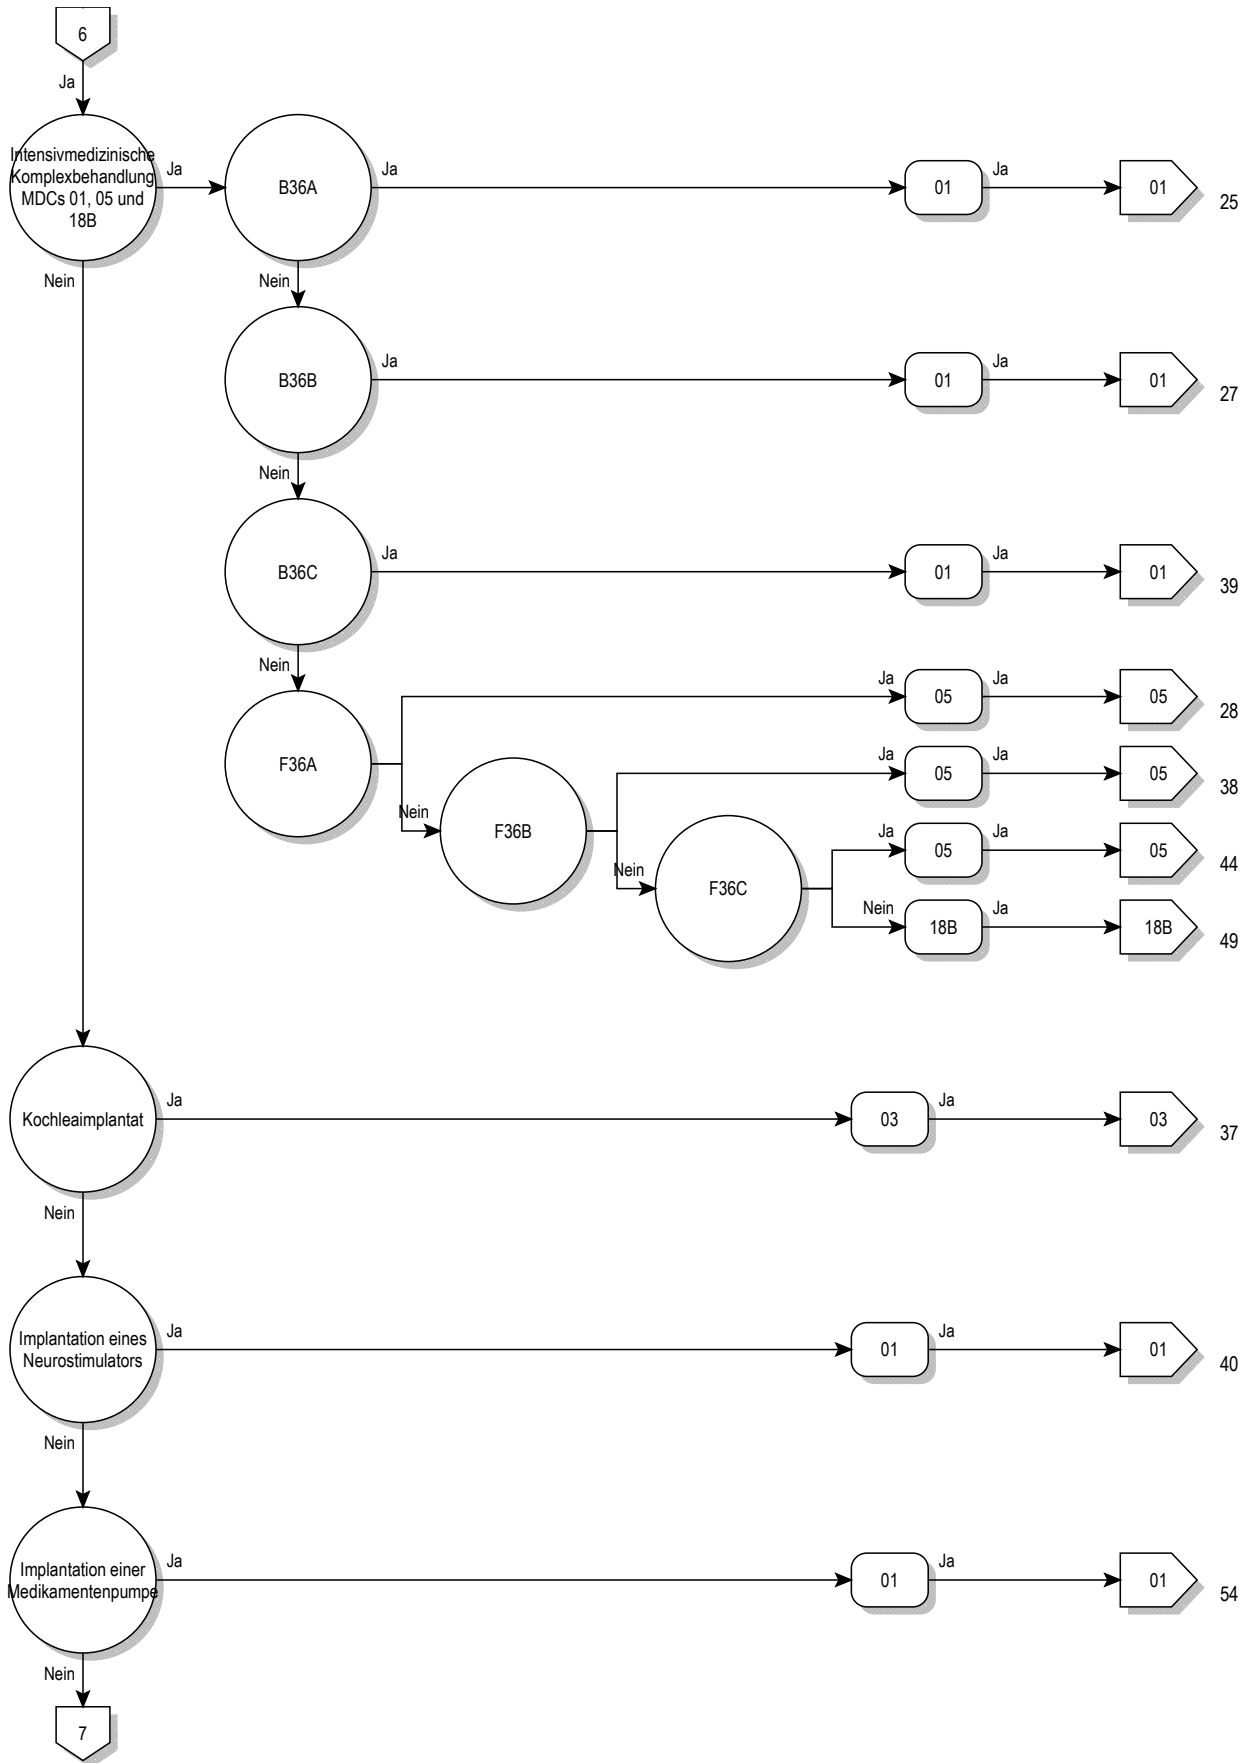 6
Ja
Intensivmedizinische
Komplexbehandlung
MDCs 01, 05 und
18B
Ja
B36A
Ja
01
Ja
01
25
Nein
Nein
B36B
Ja
01
Ja
01
27
Nein
B36C
Ja
01
Ja
01
39
Nein
F36A
Ja
05
Ja
05
28
Nein
F36B
Ja
05
Ja
05
38
Nein
F36C
Ja
05
Ja
05
44
Nein
18B
Ja
18B
49
Kochleaimplantat
Ja
03
Ja
03
37
Nein
Implantation eines
Neurostimulators
Ja
01
Ja
01
40
Nein
Implantation einer
Medikamentenpumpe
Ja
01
Ja
01
54
Nein
7